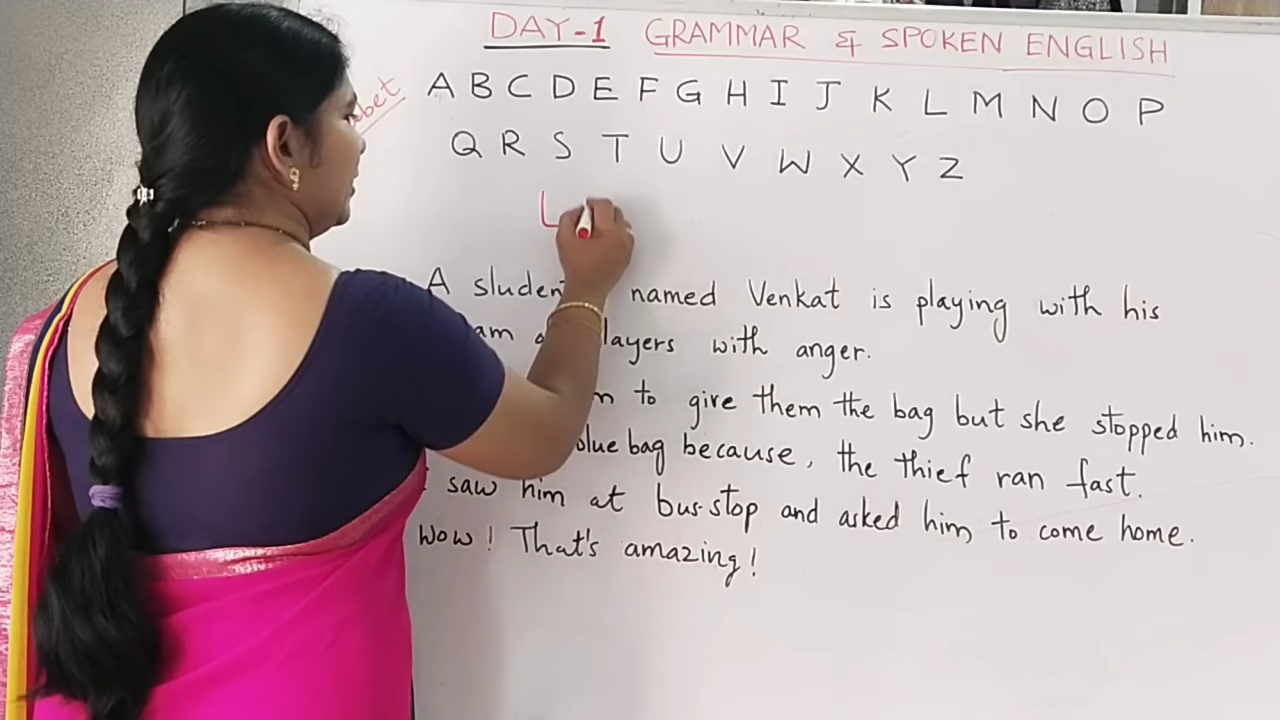 DAY-1 GRAMMAR & SPOKEN ENGLISH
A B C D E F G H I J K L M N O P
Q R S T U V W X Y Z
L
A named Venkat is playing with his
with anger.
to give them the bag but she stopped him.
bag because, the thief ran fast.
saw him at bus-stop and asked him to come home.
Wow! That's amazing!